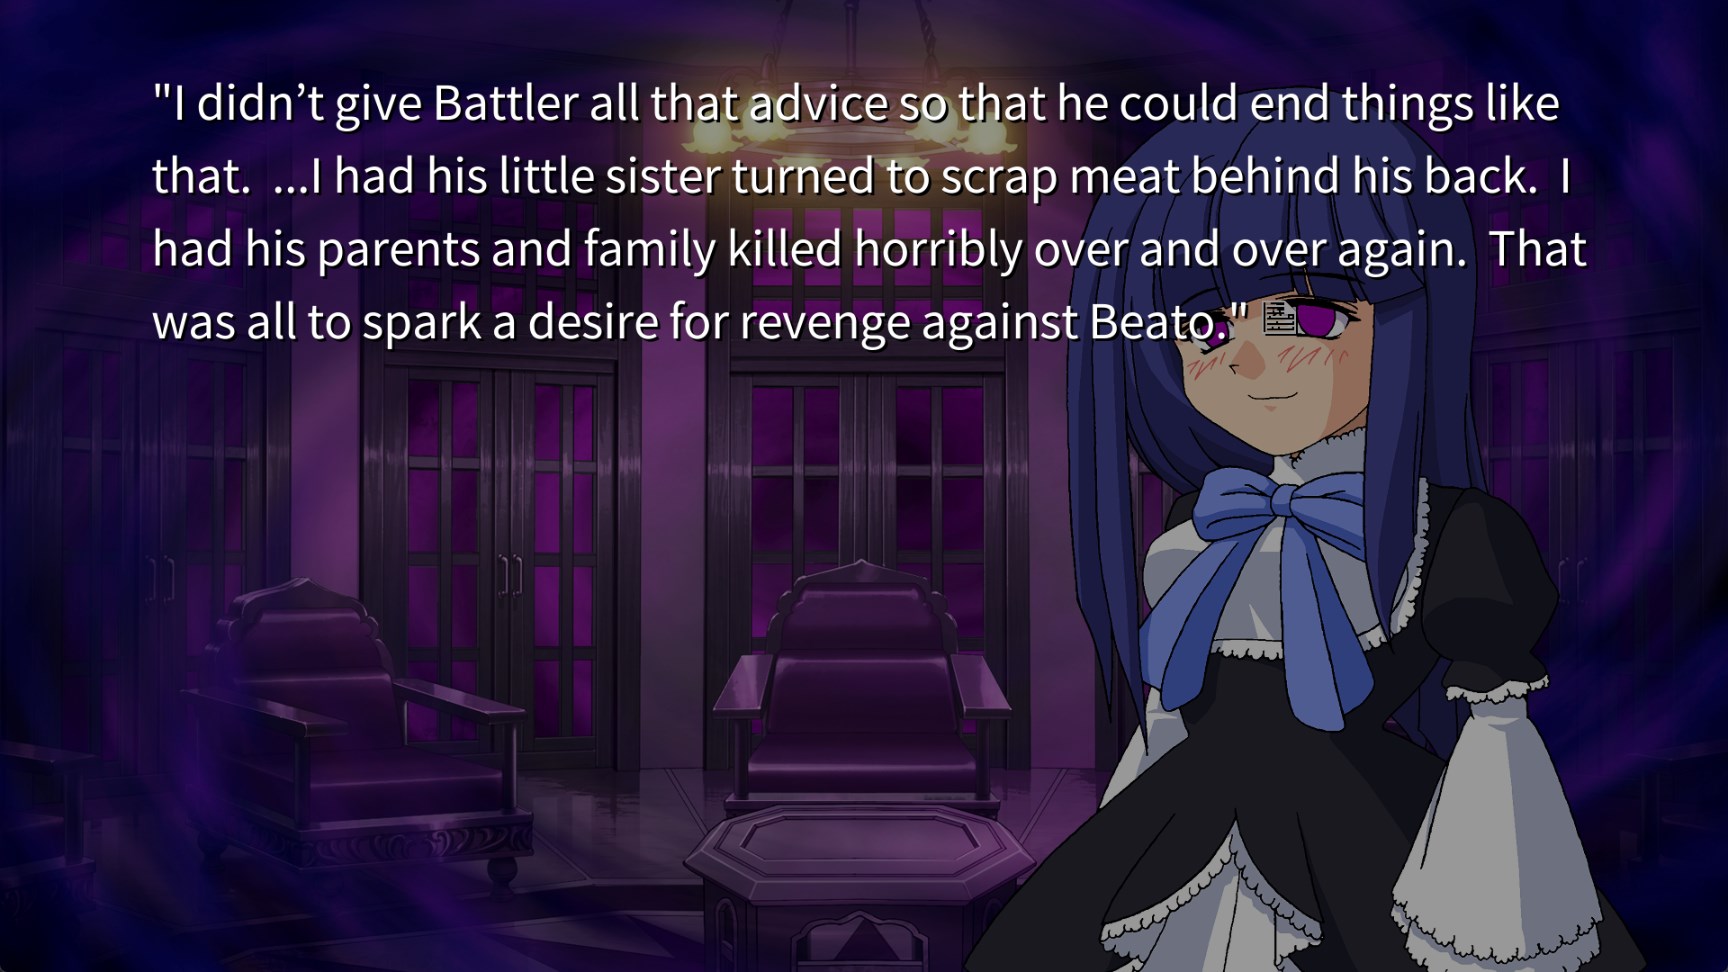 "I didn’t give Battler all that advice so that he could end things like
that.  ...I had his little sister turned to scrap meat behind his back.  I
had his parents and family killed horribly over and over again.  That
was all to spark a desire for revenge against Beato."